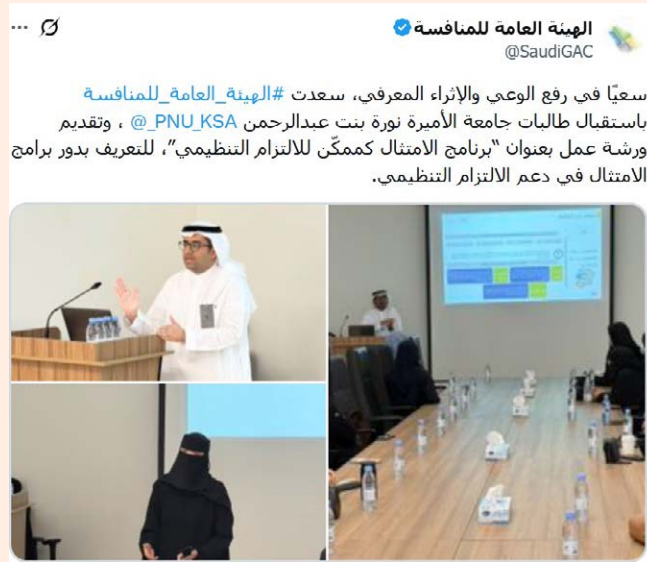 الهيئة العامة للمنافسة
@SaudiGAC
سعيًا في رفع الوعي والإثراء المعرفي، سعدت #الهيئة_العامة_للمنافسة
باستقبال طالبات جامعة الأميرة نورة بنت عبدالرحمن @_PNU_KSA ، وتقديم
ورشة عمل بعنوان “برنامج الامتثال كممكّن للالتزام التنظيمي”، للتعريف بدور برامج
الامتثال في دعم الالتزام التنظيمي.